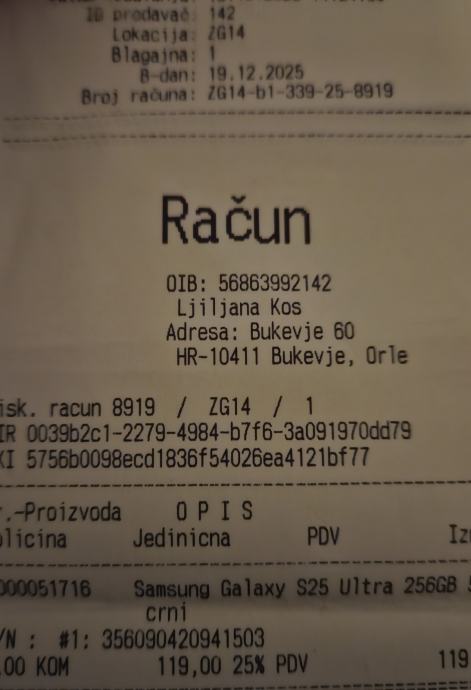 ID prodavač: 142
Lokacija: ZG14
Blagajna: 1
B-dan: 19.12.2025
Broj računa: ZG14-b1-339-25-8919
Račun
OIB: 56863992142
Ljiljana Kos
Adresa: Bukevje 60
HR-10411 Bukevje, Orle
isk. racun 8919 / ZG14 / 1
IR 0039b2c1-2279-4984-b7f6-3a091970dd79
KI 5756b0098ecd1836f54026ea4121bf77
r.-Proizvoda O P I S
olicina Jedinicna PDV Iz
000051716 Samsung Galaxy S25 Ultra 256GB
crni
/N : #1: 356090420941503
.00 KOM 119,00 25% PDV 119